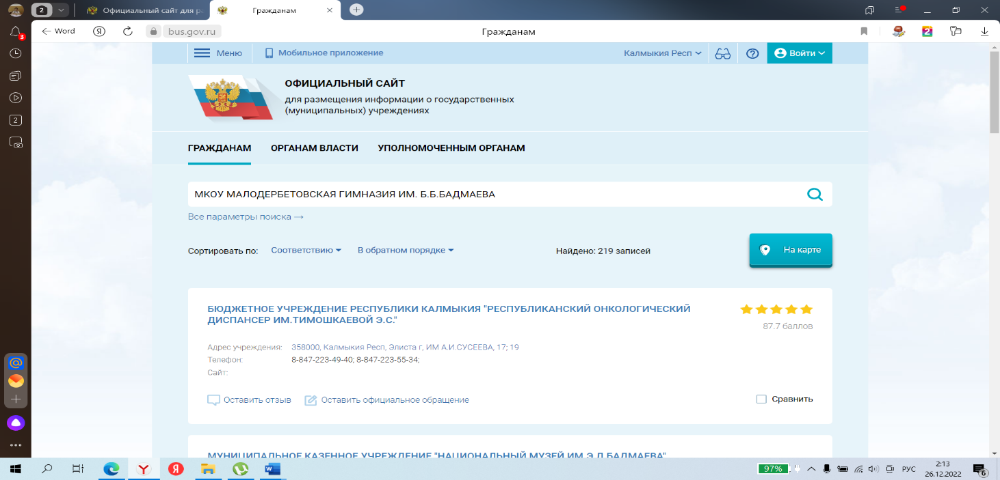 2
Официальный сайт для р
Гражданам
3
Word
Я
bus.gov.ru
Гражданам
2
2
Меню
Мобильное приложение
Калмыкия Респ
?
Войти
ОФИЦИАЛЬНЫЙ САЙТ
для размещения информации о государственных
(муниципальных) учреждениях
ГРАЖДАНАМ
ОРГАНАМ ВЛАСТИ
УПОЛНОМОЧЕННЫМ ОРГАНАМ
МКОУ МАЛОДЕРБЕТОВСКАЯ ГИМНАЗИЯ ИМ. Б.Б.БАДМАЕВА
Все параметры поиска →
Сортировать по:
Соответствию
В обратном порядке
Найдено: 219 записей
На карте
БЮДЖЕТНОЕ УЧРЕЖДЕНИЕ РЕСПУБЛИКИ КАЛМЫКИЯ "РЕСПУБЛИКАНСКИЙ ОНКОЛОГИЧЕСКИЙ
ДИСПАНСЕР ИМ.ТИМОШКАЕВОЙ Э.С."
87.7 баллов
Адрес учреждения: 358000, Калмыкия Респ, Элиста г, ИМ А.И.СУСЕЕВА, 17; 19
Телефон: 8-847-223-49-40; 8-847-223-55-34;
Сайт:
Оставить отзыв
Оставить официальное обращение
Сравнить
МУНИЦИПАЛЬНОЕ КАЗЕННОЕ УЧРЕЖДЕНИЕ "НАЦИОНАЛЬНЫЙ МУЗЕЙ ИМ Э.Д.БАДМАЕВА"
@
Y
Я
W
97%
РУС
2:13
26.12.2022
6